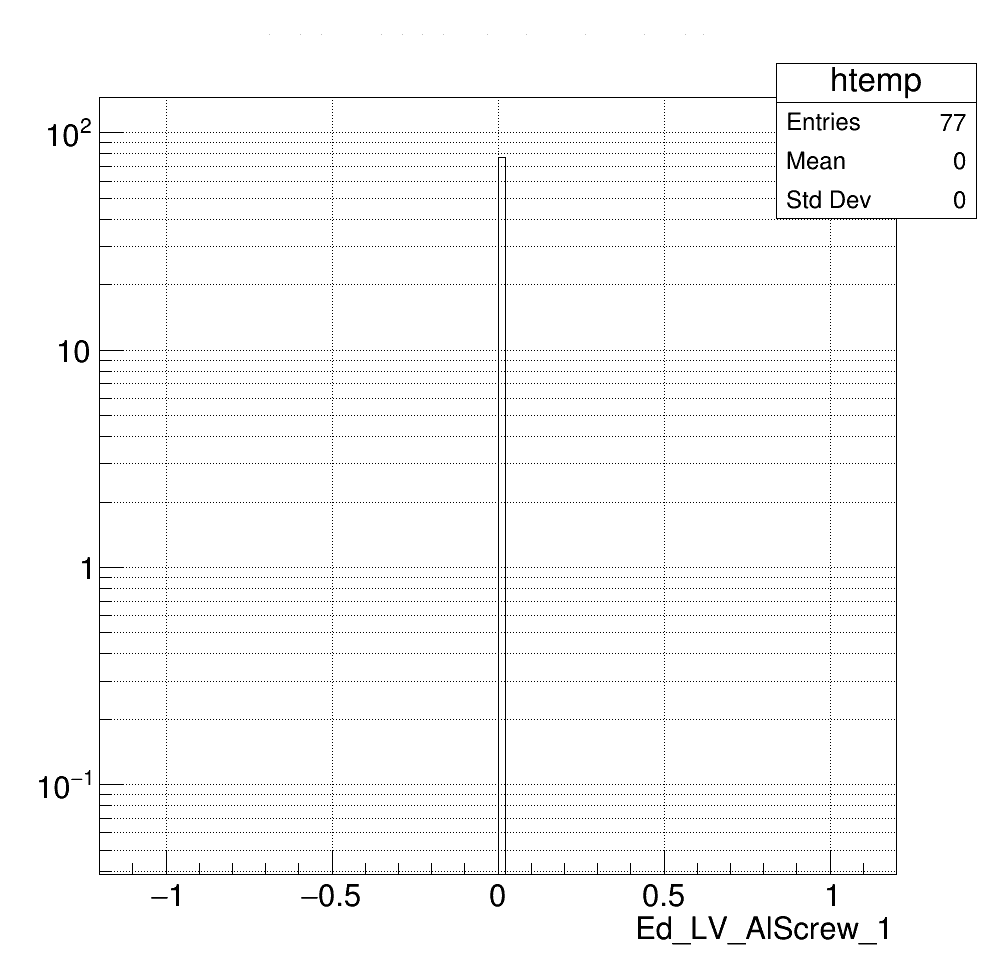 htemp
Entries 77
Mean 0
Std Dev 0
10²
10
1
10⁻¹
−1 −0.5 0 0.5 1
Ed_LV_AlScrew_1